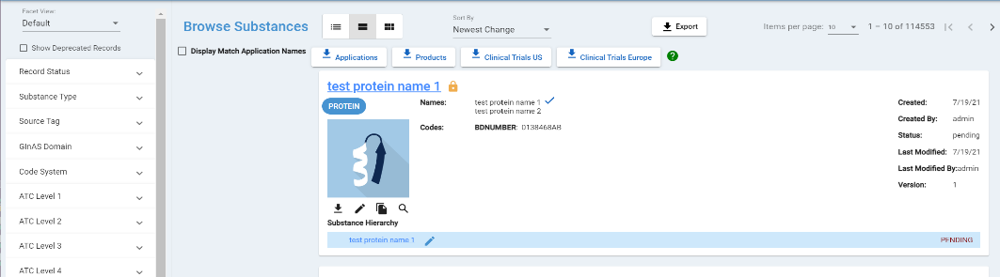 Facet View:
Default
Show Deprecated Records
Record Status
Substance Type
Source Tag
GInAS Domain
Code System
ATC Level 1
ATC Level 2
ATC Level 3
ATC Level 4
Browse Substances
Sort By
Newest Change
Export
Items per page: 10
1 – 10 of 114553
Display Match Application Names
Applications
Products
Clinical Trials US
Clinical Trials Europe
?
test protein name 1
PROTEIN
Names: test protein name 1
test protein name 2
Codes: BDNUMBER: 0138468AB
Created: 7/19/21
Created By: admin
Status: pending
Last Modified: 7/19/21
Last Modified By:admin
Version: 1
Substance Hierarchy
test protein name 1
PENDING